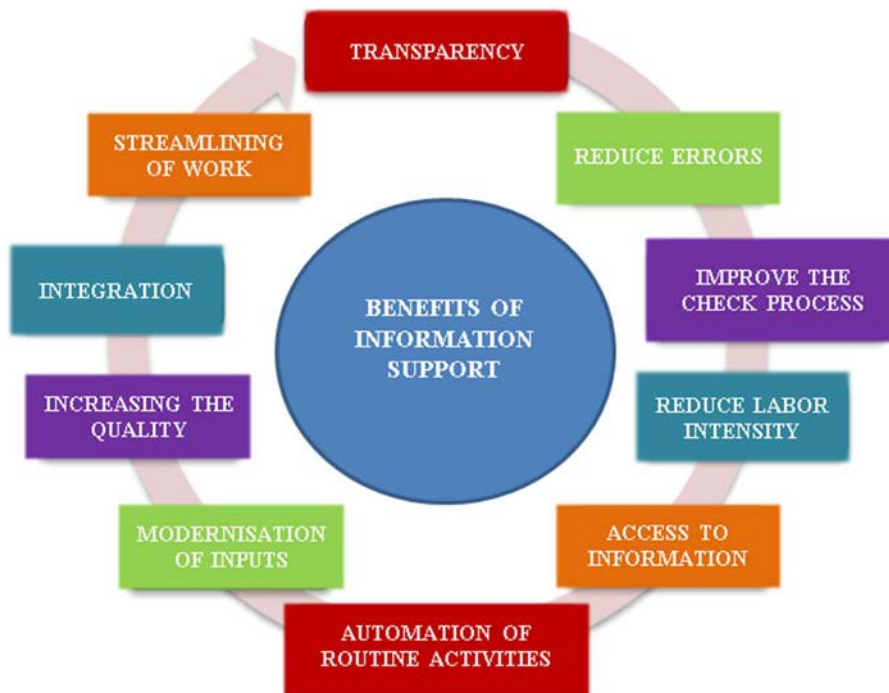 TRANSPARENCY
REDUCE ERRORS
IMPROVE THE
CHECK PROCESS
REDUCE LABOR
INTENSITY
ACCESS TO
INFORMATION
AUTOMATION OF
ROUTINE ACTIVITIES
MODERNISATION
OF INPUTS
INCREASING THE
QUALITY
INTEGRATION
STREAMLINING
OF WORK
BENEFITS OF
INFORMATION
SUPPORT